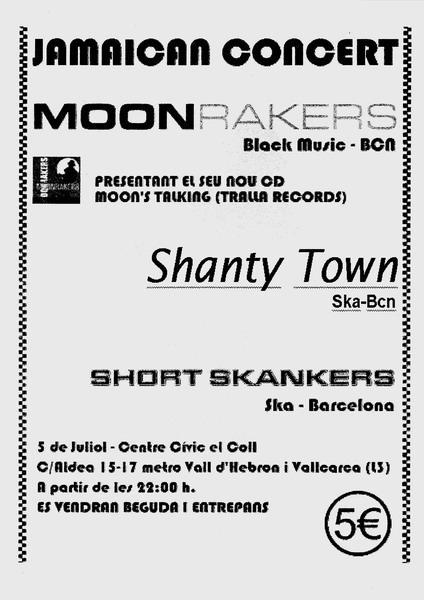 JAMAICAN CONCERT
MOONRAKERS
Black Music - BCN
MOONRAKERS
PRESENTANT EL SEU NOU CD
MOON'S TALKING (TRALLA RECORDS)
Shanty Town
Ska-Bcn
SHORT SKANKERS
Ska - Barcelona
5 de Juliol - Centre Cívic el Coll
C/Aldea 15-17 metro Vall d'Hebron i Vallcarca (L3)
A partir de les 22:00 h.
ES VENDRAN BEGUDA I ENTREPANS
5€